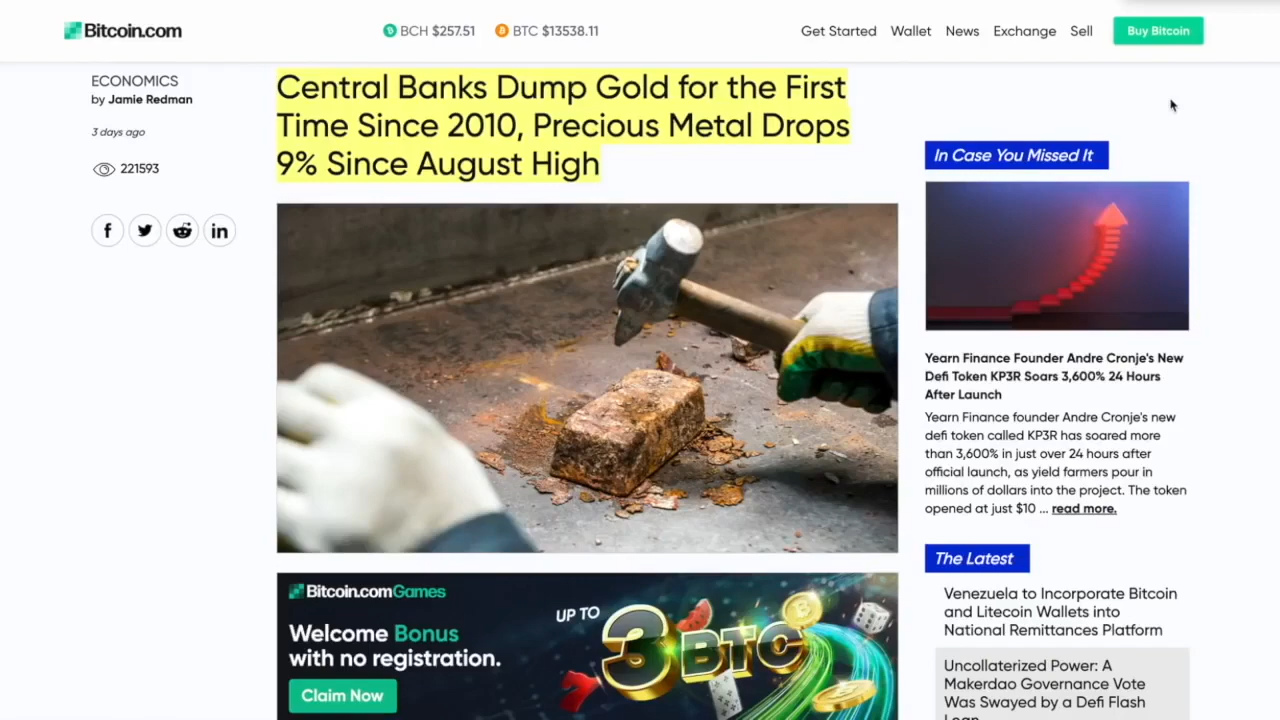 Bitcoin.com
BCH $257.51
BTC $13538.11
Get Started
Wallet
News
Exchange
Sell
Buy Bitcoin
ECONOMICS
by Jamie Redman
3 days ago
221593
Central Banks Dump Gold for the First
Time Since 2010, Precious Metal Drops
9% Since August High
Bitcoin.comGames
Welcome Bonus
with no registration.
Claim Now
UP TO
3 BTC
In Case You Missed It
Yearn Finance Founder Andre Cronje's New
Defi Token KP3R Soars 3,600% 24 Hours
After Launch
Yearn Finance founder Andre Cronje's new
defi token called KP3R has soared more
than 3,600% in just over 24 hours after
official launch, as yield farmers pour in
millions of dollars into the project. The token
opened at just $10 ... read more.
The Latest
Venezuela to Incorporate Bitcoin
and Litecoin Wallets into
National Remittances Platform
Uncollaterized Power: A
Makerdao Governance Vote
Was Swayed by a Defi Flash
Loan